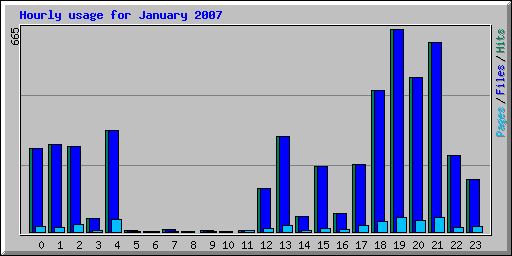 Hourly usage for January 2007
665
Pages / Files / Hits
0 1 2 3 4 5 6 7 8 9 10 11 12 13 14 15 16 17 18 19 20 21 22 23